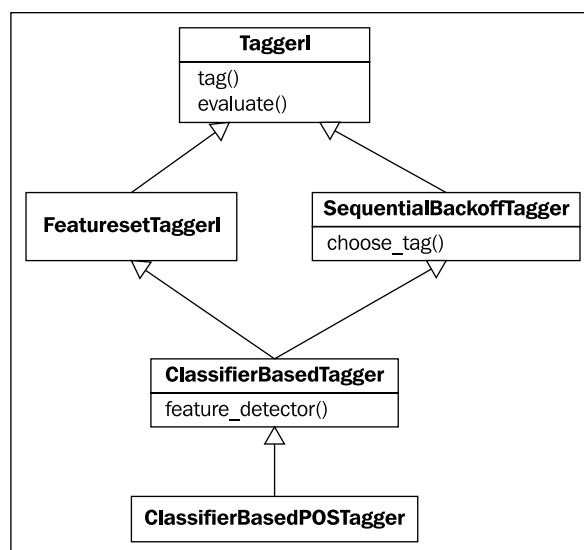 TaggerI
tag()
evaluate()
FeaturesetTaggerI
SequentialBackoffTagger
choose_tag()
ClassifierBasedTagger
feature_detector()
ClassifierBasedPOSTagger